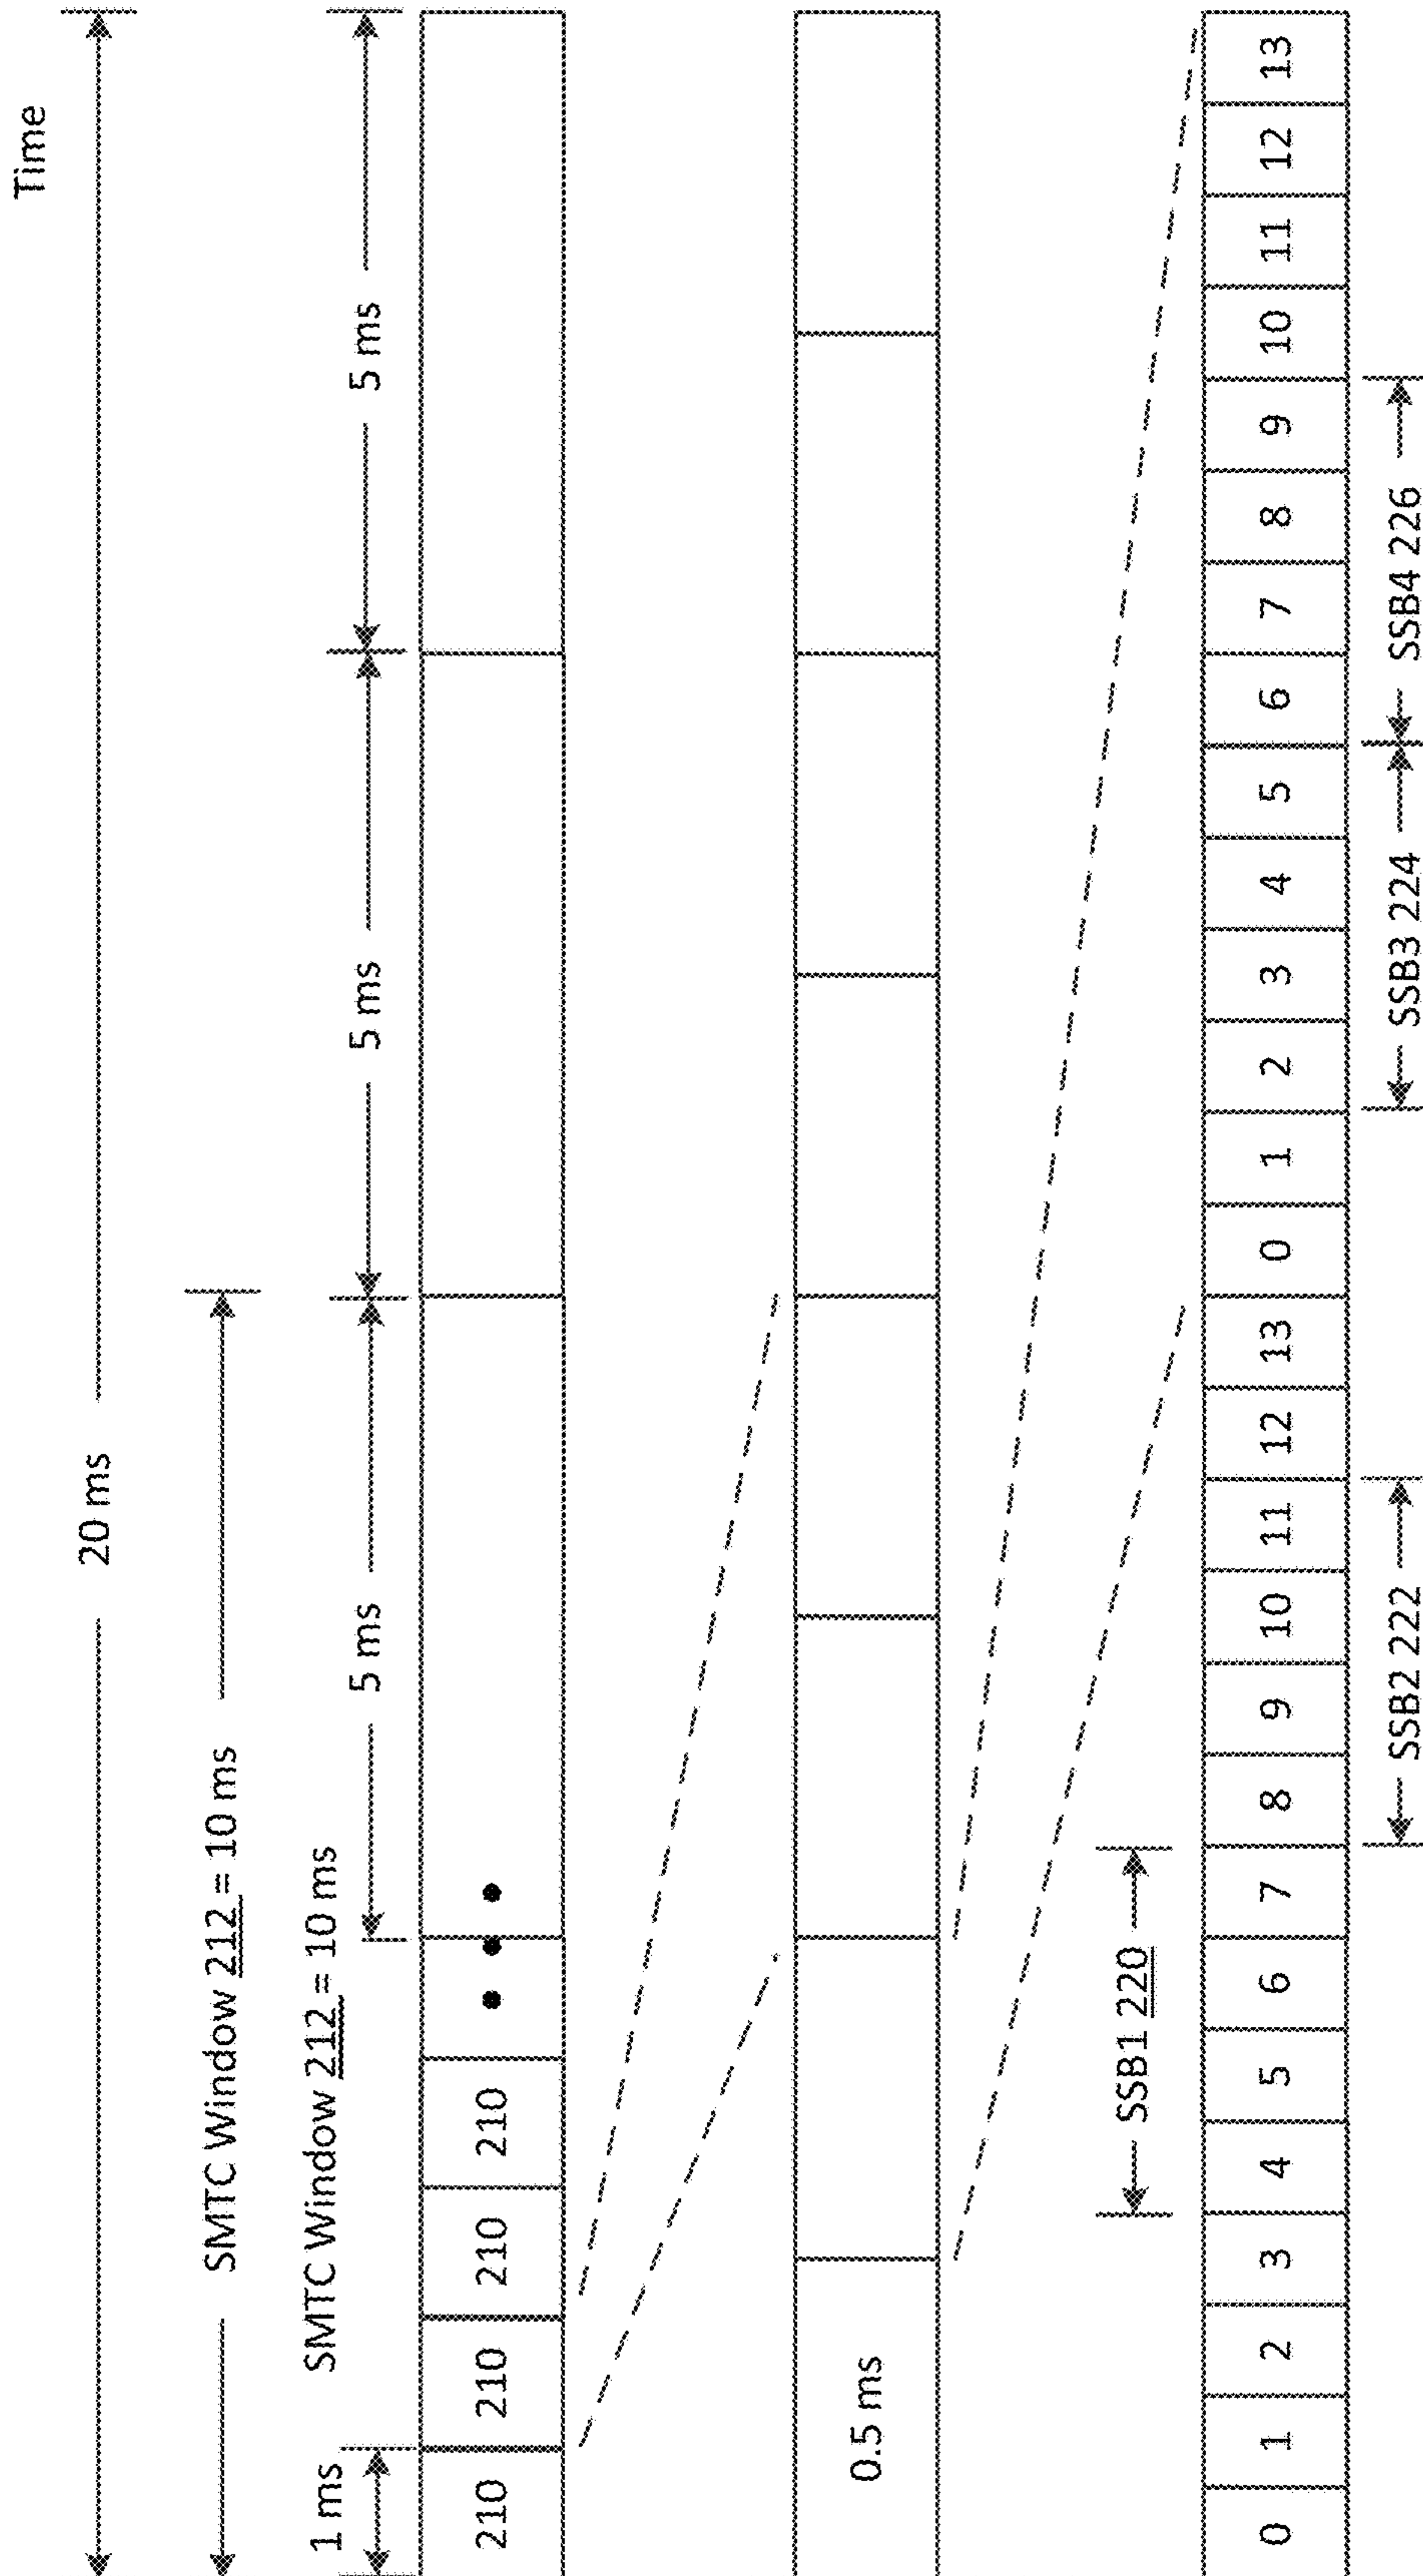 Time
20 ms
SMTC Window 212 = 10 ms
SMTC Window 212 = 10 ms
1 ms
5 ms
5 ms
5 ms
210 210 210 210
0.5 ms
SSB1 220
0 1 2 3 4 5 6 7 8 9 10 11 12 13 0 1 2 3 4 5 6 7 8 9 10 11 12 13
SSB2 222
SSB3 224
SSB4 226